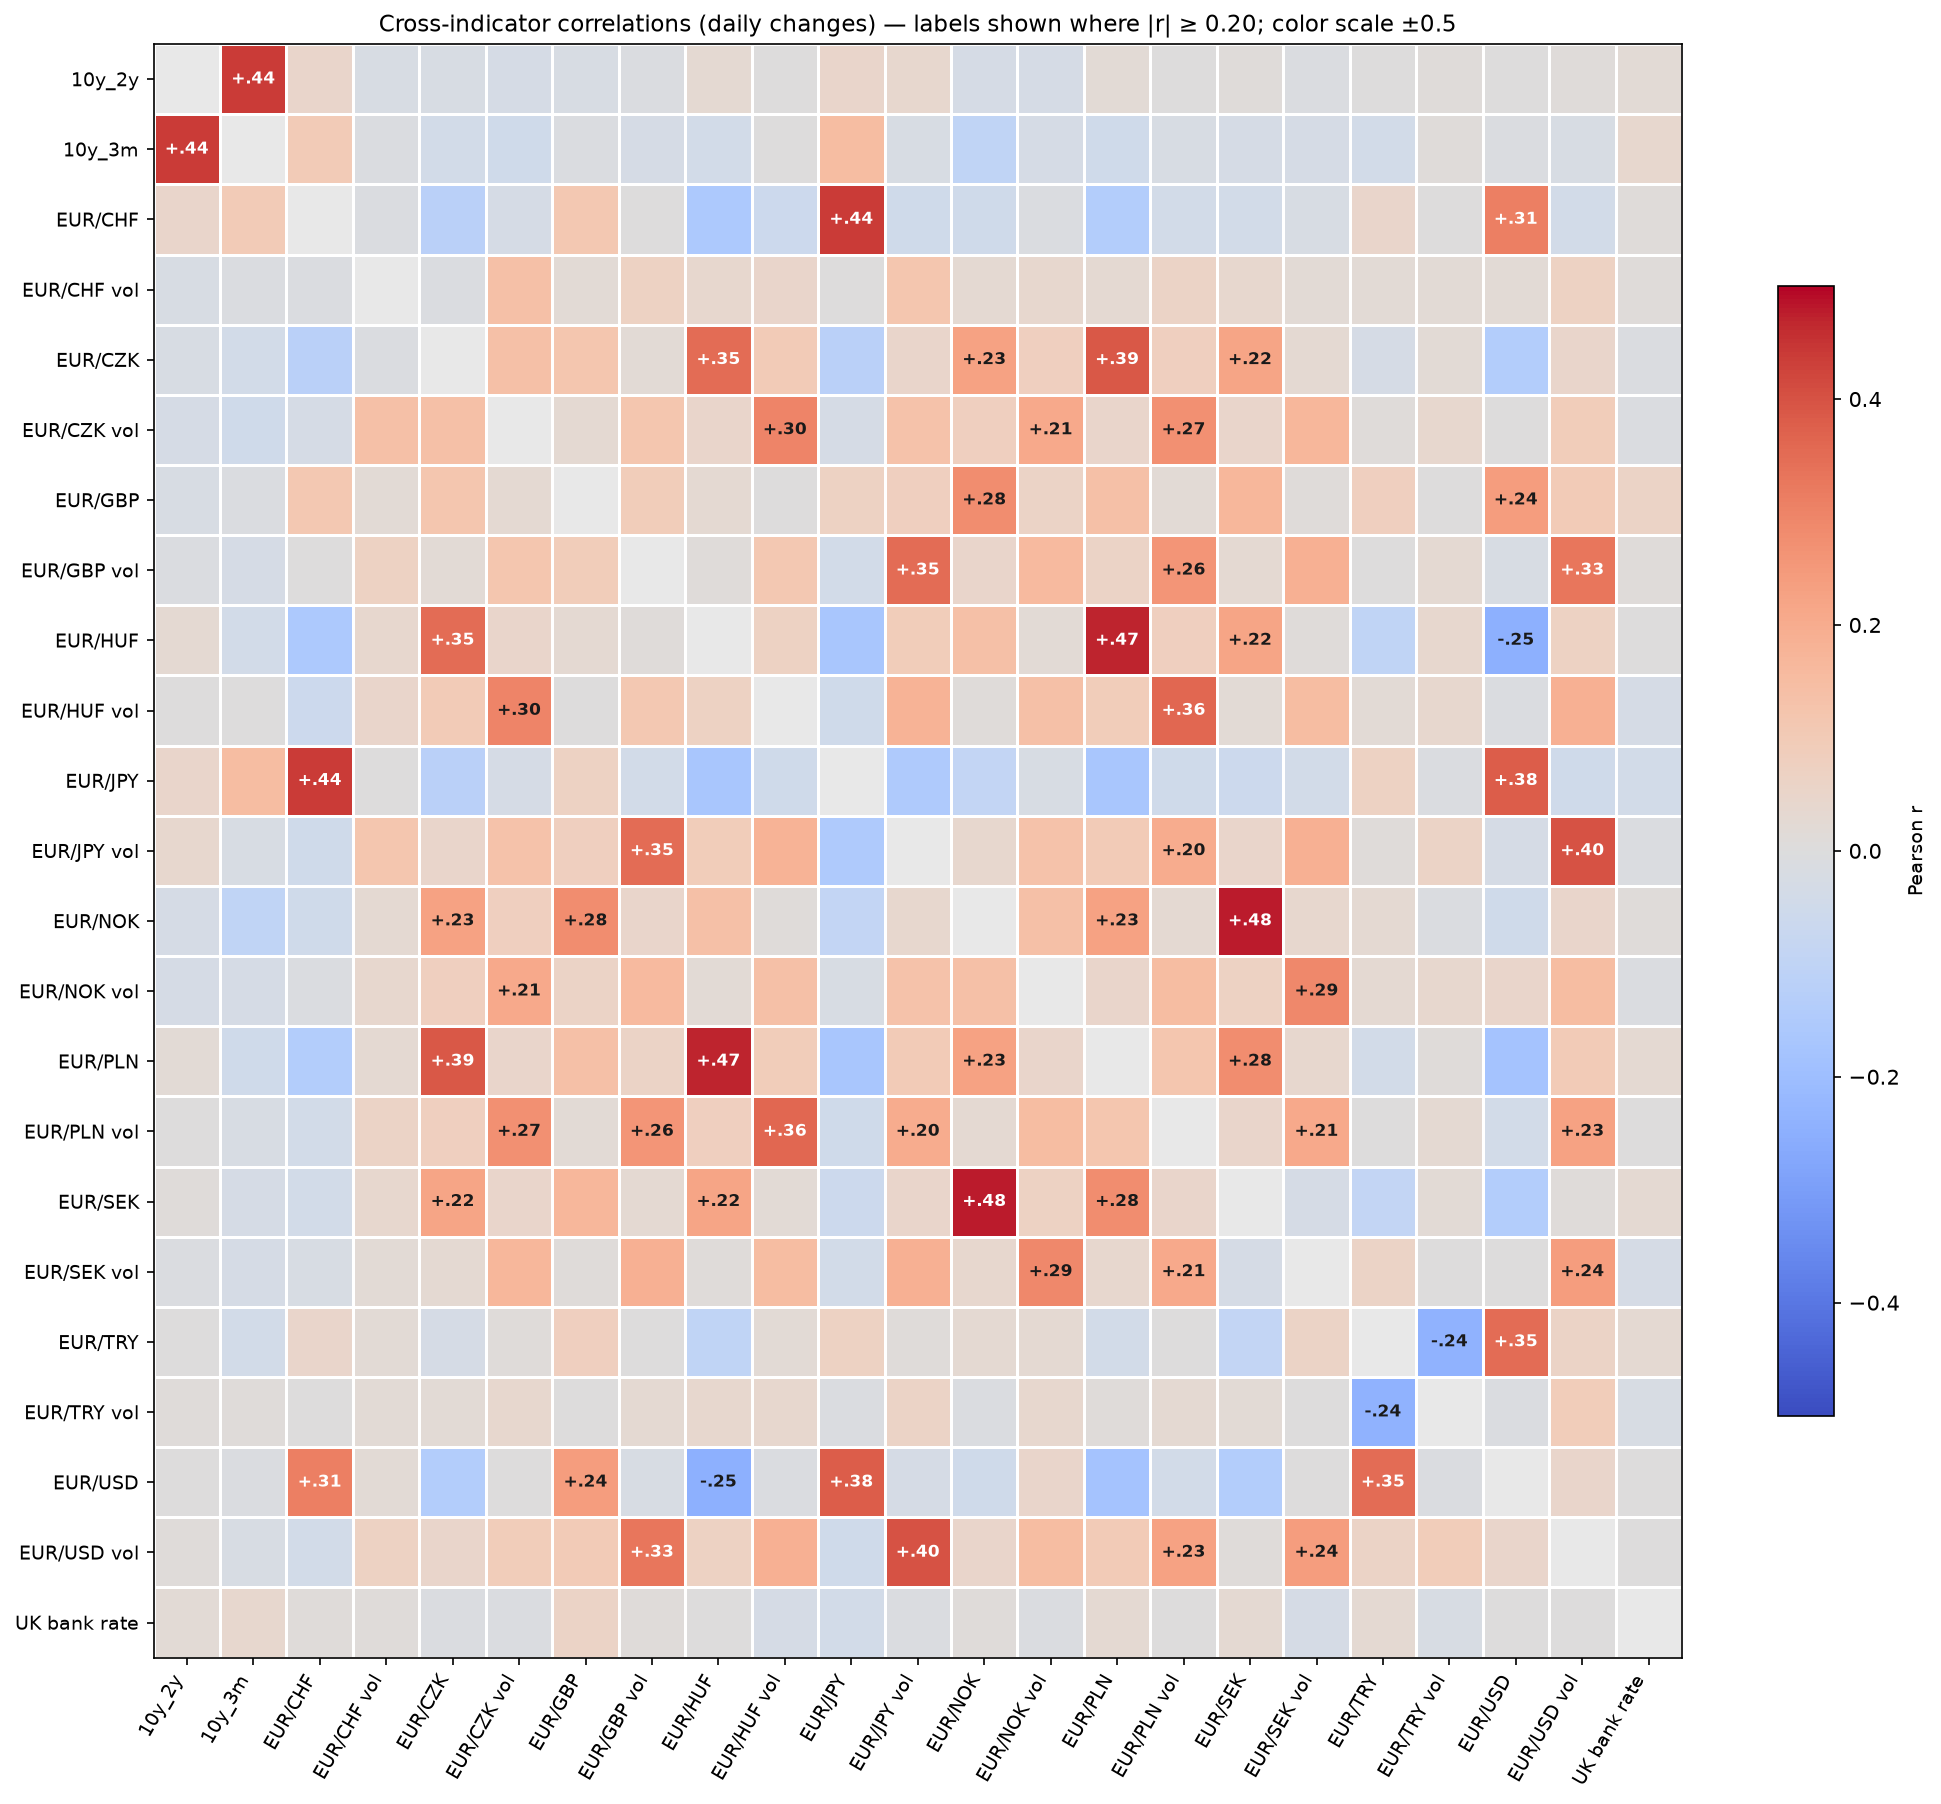 Cross-indicator correlations (daily changes) — labels shown where |r| ≥ 0.20; color scale ±0.5
10y_2y +.44
10y_3m +.44
EUR/CHF +.44 +.31
EUR/CHF vol
EUR/CZK +.35 +.23 +.39 +.22
EUR/CZK vol +.30 +.21 +.27
EUR/GBP +.28 +.24
EUR/GBP vol +.35 +.26 +.33
EUR/HUF +.35 +.47 +.22 -.25
EUR/HUF vol +.30 +.36
EUR/JPY +.44 +.38
EUR/JPY vol +.35 +.20 +.40
EUR/NOK +.23 +.28 +.23 +.48
EUR/NOK vol +.21 +.29
EUR/PLN +.39 +.47 +.23 +.28
EUR/PLN vol +.27 +.26 +.36 +.20 +.21 +.23
EUR/SEK +.22 +.22 +.48 +.28
EUR/SEK vol +.29 +.21 +.24
EUR/TRY -.24 +.35
EUR/TRY vol -.24
EUR/USD +.31 +.24 -.25 +.38 +.35
EUR/USD vol +.33 +.40 +.23 +.24
UK bank rate
10y_2y
10y_3m
EUR/CHF
EUR/CHF vol
EUR/CZK
EUR/CZK vol
EUR/GBP
EUR/GBP vol
EUR/HUF
EUR/HUF vol
EUR/JPY
EUR/JPY vol
EUR/NOK
EUR/NOK vol
EUR/PLN
EUR/PLN vol
EUR/SEK
EUR/SEK vol
EUR/TRY
EUR/TRY vol
EUR/USD
EUR/USD vol
UK bank rate
0.4
0.2
0.0
−0.2
−0.4
Pearson r